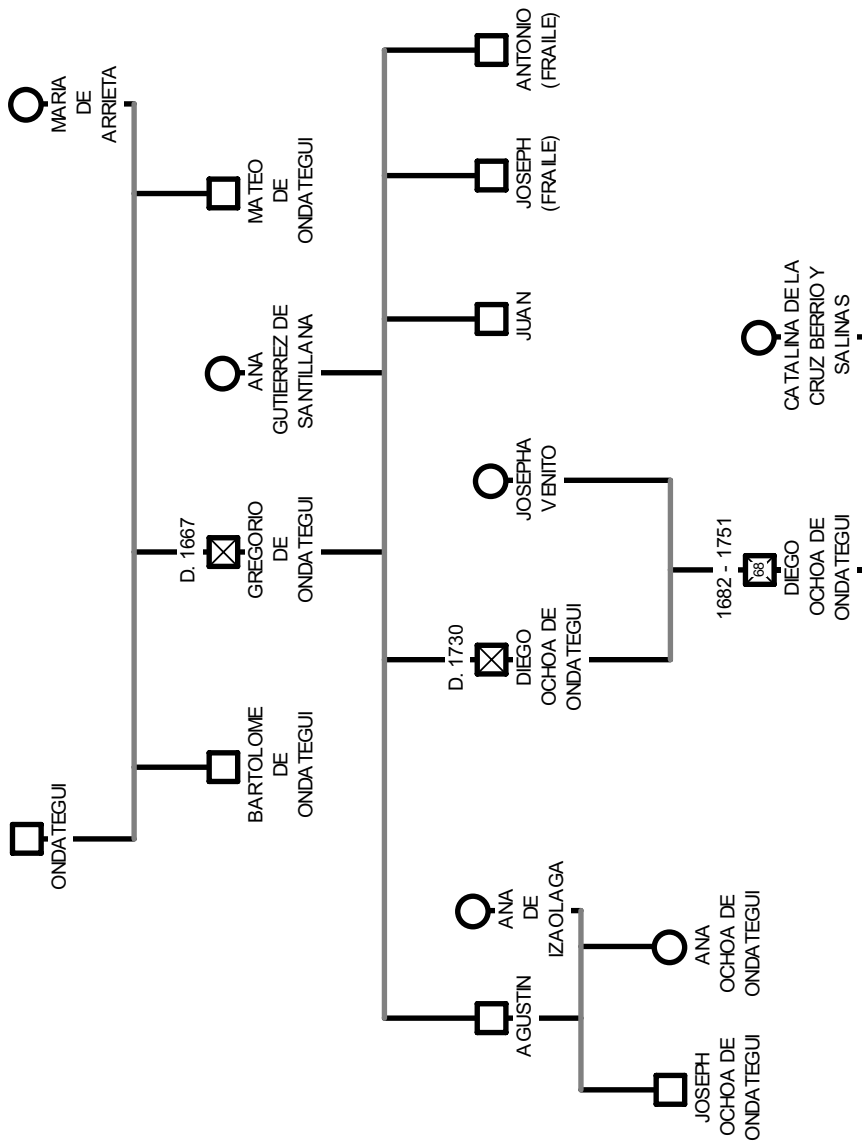 ONDATEGUI
MARIA
DE
ARRIETA
BARTOLOME
DE
ONDATEGUI
D. 1667
GREGORIO
DE
ONDATEGUI
ANA
GUTIERREZ DE
SANTILLANA
MATEO
DE
ONDATEGUI
AGUSTIN
ANA
DE
IZAOLAGA
D. 1730
DIEGO
OCHOA DE
ONDATEGUI
JOSEPHA
VENITO
JUAN
JOSEPH
(FRAILE)
ANTONIO
(FRAILE)
JOSEPH
OCHOA DE
ONDATEGUI
ANA
OCHOA DE
ONDATEGUI
1682 - 1751
68
DIEGO
OCHOA DE
ONDATEGUI
CATALINA DE LA
CRUZ BERRIO Y
SALINAS